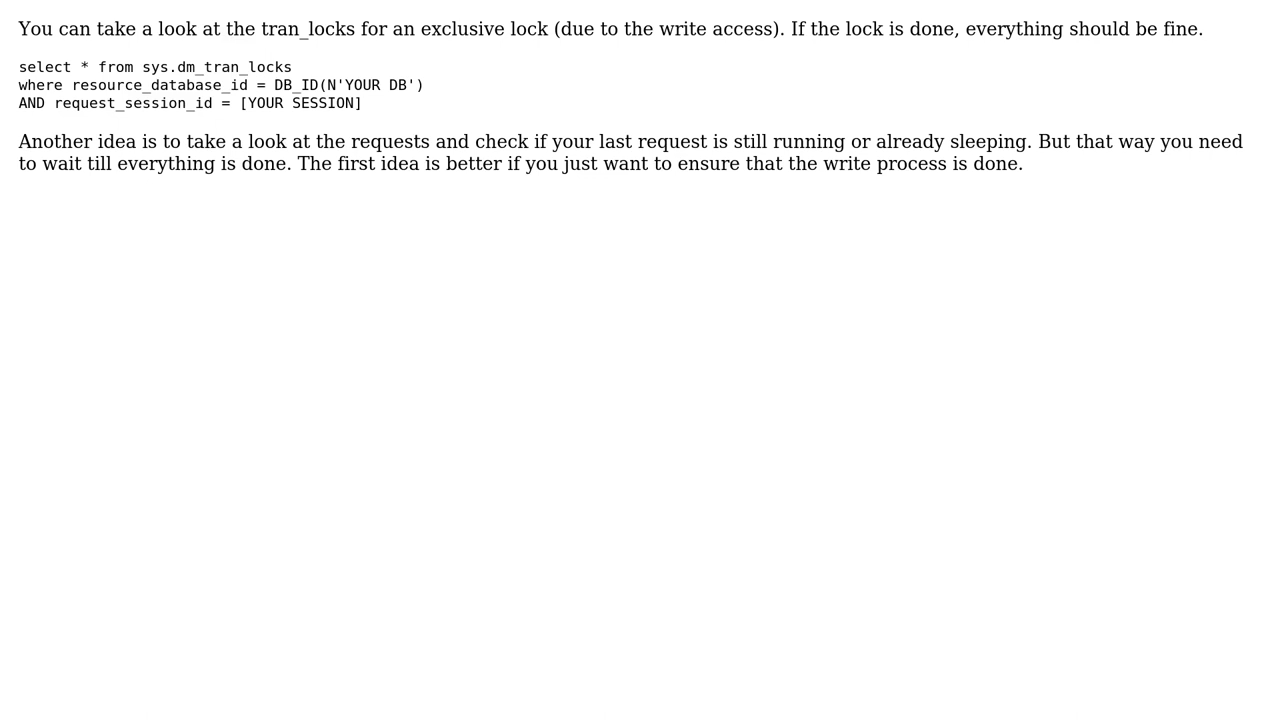 You can take a look at the tran_locks for an exclusive lock (due to the write access). If the lock is done, everything should be fine.
select * from sys.dm_tran_locks
where resource_database_id = DB_ID(N'YOUR DB')
AND request_session_id = [YOUR SESSION]
Another idea is to take a look at the requests and check if your last request is still running or already sleeping. But that way you need
to wait till everything is done. The first idea is better if you just want to ensure that the write process is done.